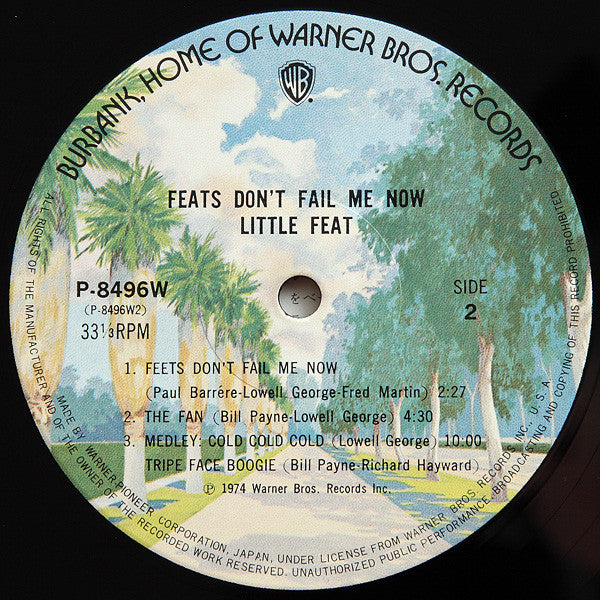 BURBANK, HOME OF WARNER BROS. RECORDS
WB
FEATS DON'T FAIL ME NOW
LITTLE FEAT
P-8496W
(P-8496W2)
33⅓RPM
SIDE
2
をべ
1. FEETS DON'T FAIL ME NOW
(Paul Barrére-Lowell George-Fred Martin) 2:27
2. THE FAN (Bill Payne-Lowell George) 4:30
3. MEDLEY: COLD COLD COLD (Lowell George) 10:00
TRIPE FACE BOOGIE (Bill Payne-Richard Hayward)
℗ 1974 Warner Bros. Records Inc.
MADE BY WARNER-PIONEER CORPORATION, JAPAN, UNDER LICENSE FROM WARNER BROS. RECORDS INC., U.S.A.
ALL RIGHTS OF THE MANUFACTURER AND OF THE OWNER OF THE RECORDED WORK RESERVED. UNAUTHORIZED PUBLIC PERFORMANCE, BROADCASTING AND COPYING OF THIS RECORD PROHIBITED